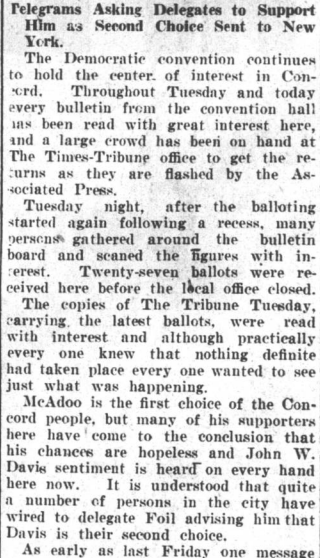 Telegrams Asking Delegates to Support
Him as Second Choice Sent to New
York.
The Democratic convention continues
to hold the center of interest in Con-
cord. Throughout Tuesday and today
every bulletin from the convention hall
has been read with great interest here,
and a large crowd has been on hand at
The Times-Tribune office to get the re-
turns as they are flashed by the As-
sociated Press.
Tuesday night, after the balloting
started again following a recess, many
persons gathered around the bulletin
board and scaned the figures with in-
terest. Twenty-seven ballots were re-
ceived here before the local office closed.
The copies of The Tribune Tuesday,
carrying the latest ballots, were read
with interest and although practically
every one knew that nothing definite
had taken place every one wanted to see
just what was happening.
McAdoo is the first choice of the Con-
cord people, but many of his supporters
here have come to the conclusion that
his chances are hopeless and John W.
Davis sentiment is heard on every hand
here now. It is understood that quite
a number of persons in the city have
wired to delegate Foil advising him that
Davis is their second choice.
As early as last Friday one message